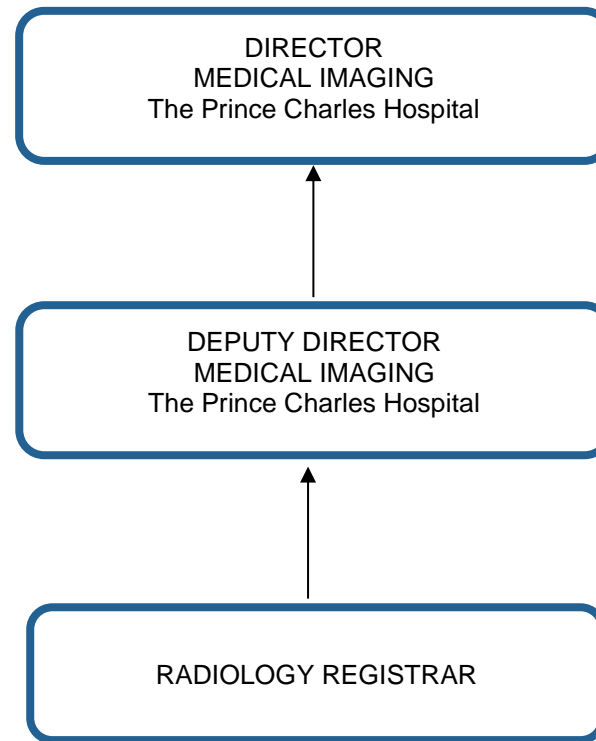 DIRECTOR
MEDICAL IMAGING
The Prince Charles Hospital
DEPUTY DIRECTOR
MEDICAL IMAGING
The Prince Charles Hospital
RADIOLOGY REGISTRAR